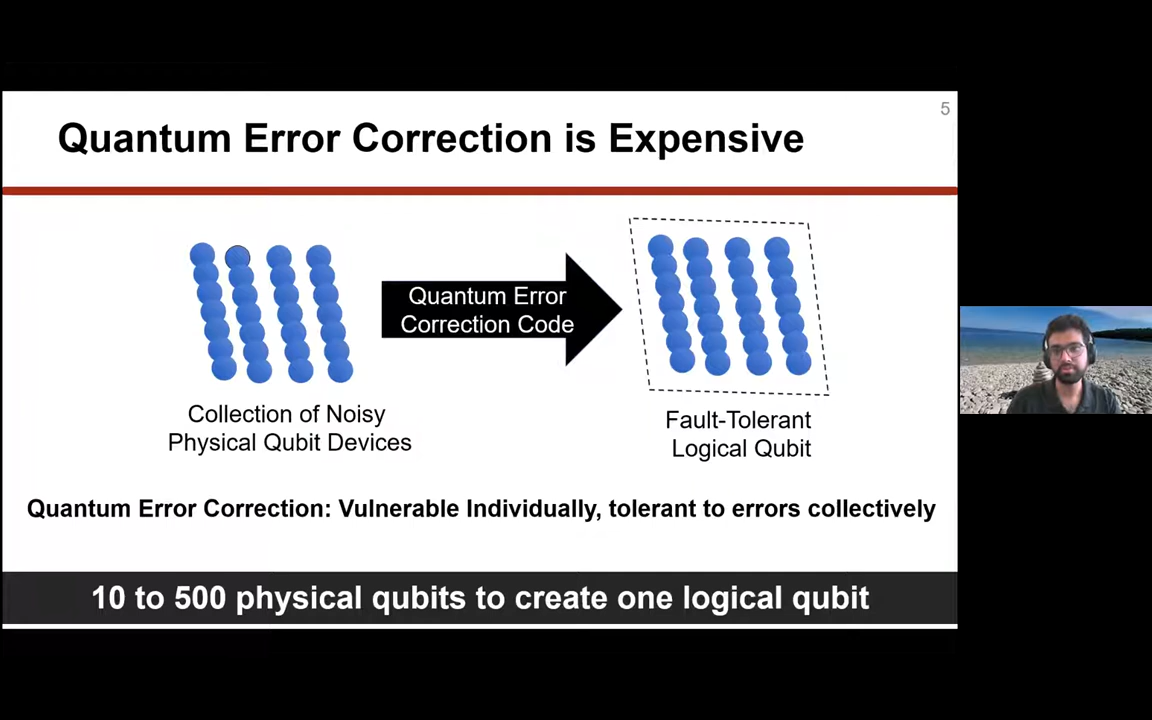 5
Quantum Error Correction is Expensive
Quantum Error
Correction Code
Collection of Noisy
Physical Qubit Devices
Fault-Tolerant
Logical Qubit
Quantum Error Correction: Vulnerable Individually, tolerant to errors collectively
10 to 500 physical qubits to create one logical qubit